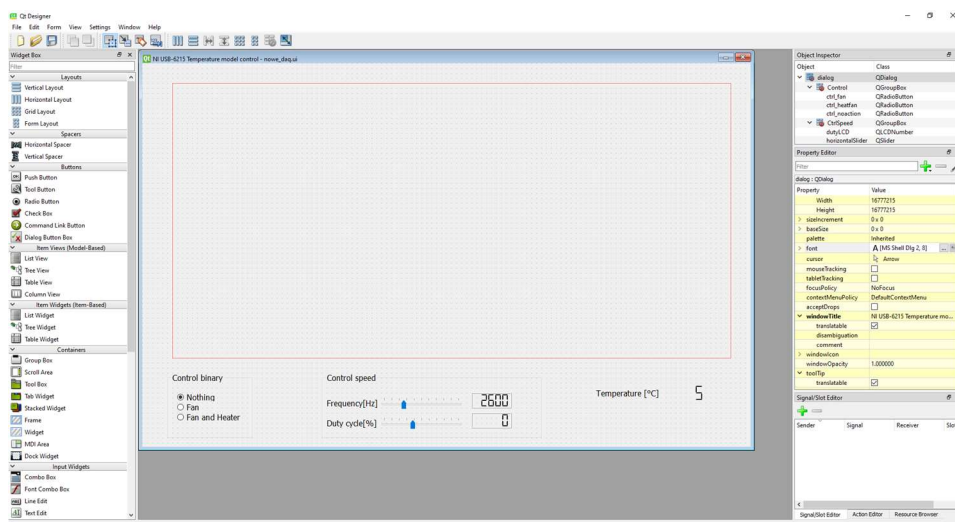 Qt Designer
File Edit Form View Settings Window Help
Widget Box
Filter
Layouts
Vertical Layout
Horizontal Layout
Grid Layout
Form Layout
Spacers
Horizontal Spacer
Vertical Spacer
Buttons
Push Button
Tool Button
Radio Button
Check Box
Command Link Button
Dialog Button Box
Item Views (Model-Based)
List View
Tree View
Table View
Column View
Item Widgets (Item-Based)
List Widget
Tree Widget
Table Widget
Containers
Group Box
Scroll Area
Tool Box
Tab Widget
Stacked Widget
Frame
Widget
MDI Area
Dock Widget
Input Widgets
Combo Box
Font Combo Box
Line Edit
Text Edit
NI USB-6215 Temperature model control - nowe_daq.ui
Control binary
Nothing
Fan
Fan and Heater
Control speed
Frequency[Hz] 2600
Duty cycle[%] 0
Temperature [°C] 5
Object Inspector
Object Class
dialog QDialog
Control QGroupBox
ctrl_fan QRadioButton
ctrl_heatfan QRadioButton
ctrl_noaction QRadioButton
CtrlSpeed QGroupBox
dutyLCD QLCDNumber
horizontalSlider QSlider
Property Editor
Filter
dialog : QDialog
Property Value
Width 16777215
Height 16777215
sizeIncrement 0 x 0
baseSize 0 x 0
palette Inherited
font A [MS Shell Dlg 2, 8] ...
cursor Arrow
mouseTracking
tabletTracking
focusPolicy NoFocus
contextMenuPolicy DefaultContextMenu
acceptDrops
windowTitle NI USB-6215 Temperature mo...
translatable
disambiguation
comment
windowIcon
windowOpacity 1.000000
toolTip
translatable
Signal/Slot Editor
Sender Signal Receiver Slo
Signal/Slot Editor Action Editor Resource Browser